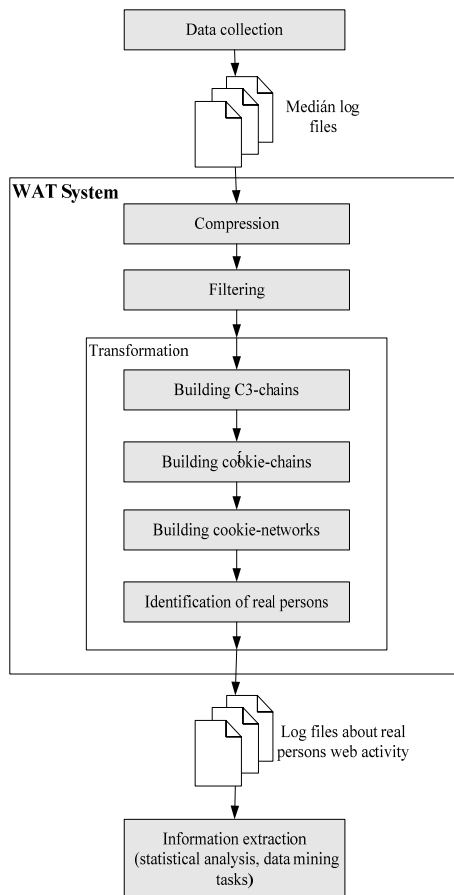 Data collection
Medián log
files
WAT System
Compression
Filtering
Transformation
Building C3-chains
Building cookie-chains
Building cookie-networks
Identification of real persons
Log files about real
persons web activity
Information extraction
(statistical analysis, data mining
tasks)